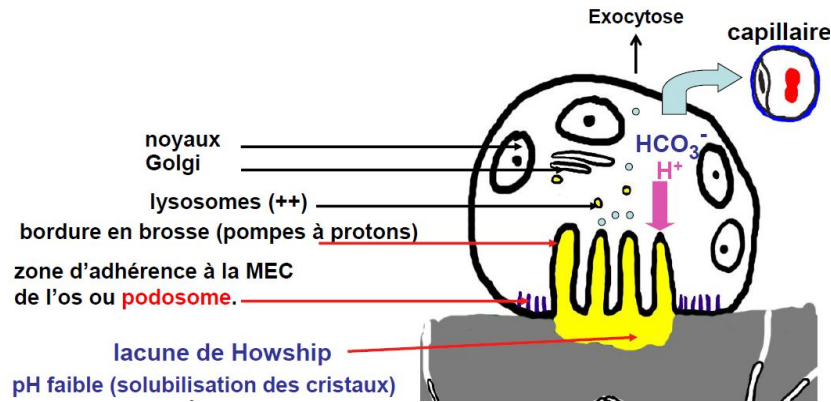 Exocytose
capillaire
noyaux
Golgi
HCO₃⁻
H⁺
lysosomes (++)
bordure en brosse (pompes à protons)
zone d'adhérence à la MEC
de l'os ou podosome.
lacune de Howship
pH faible (solubilisation des cristaux)